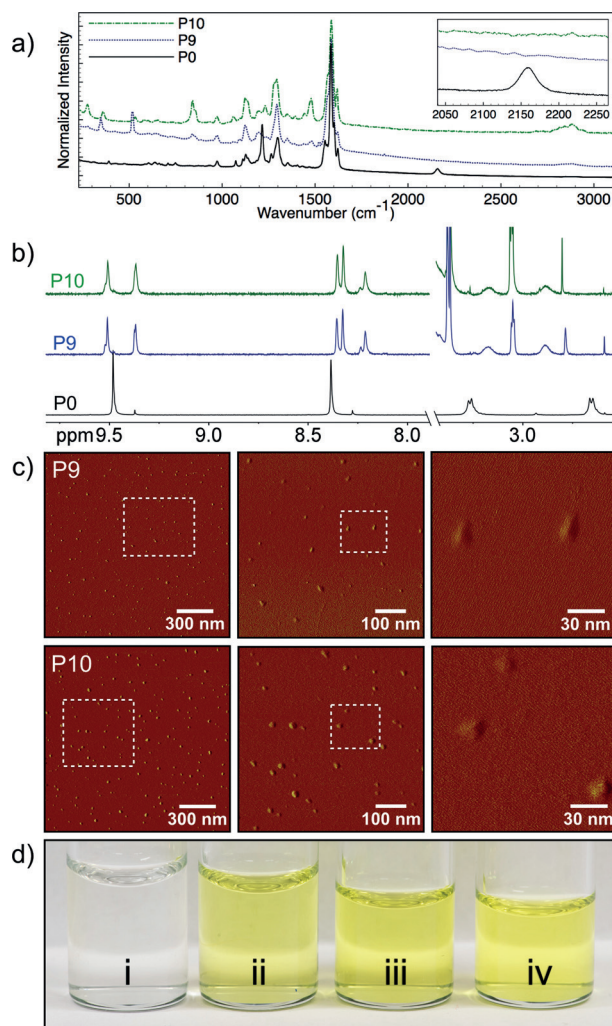 a)
P10
P9
P0
Normalized Intensity
2050 2100 2150 2200 2250
500 1000 1500 2000 2500 3000
Wavenumber (cm⁻¹)
b)
P10
P9
P0
ppm 9.5 9.0 8.5 8.0 3.0
c)
P9
300 nm 100 nm 30 nm
P10
300 nm 100 nm 30 nm
d)
i ii iii iv